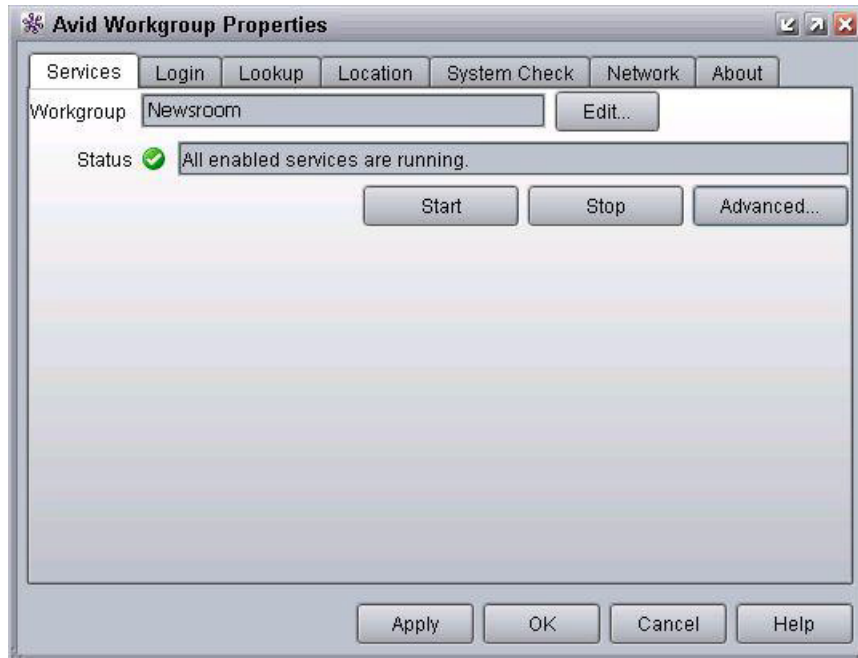 Avid Workgroup Properties
Services Login Lookup Location System Check Network About
Workgroup Newsroom Edit...
Status All enabled services are running.
Start Stop Advanced...
Apply OK Cancel Help